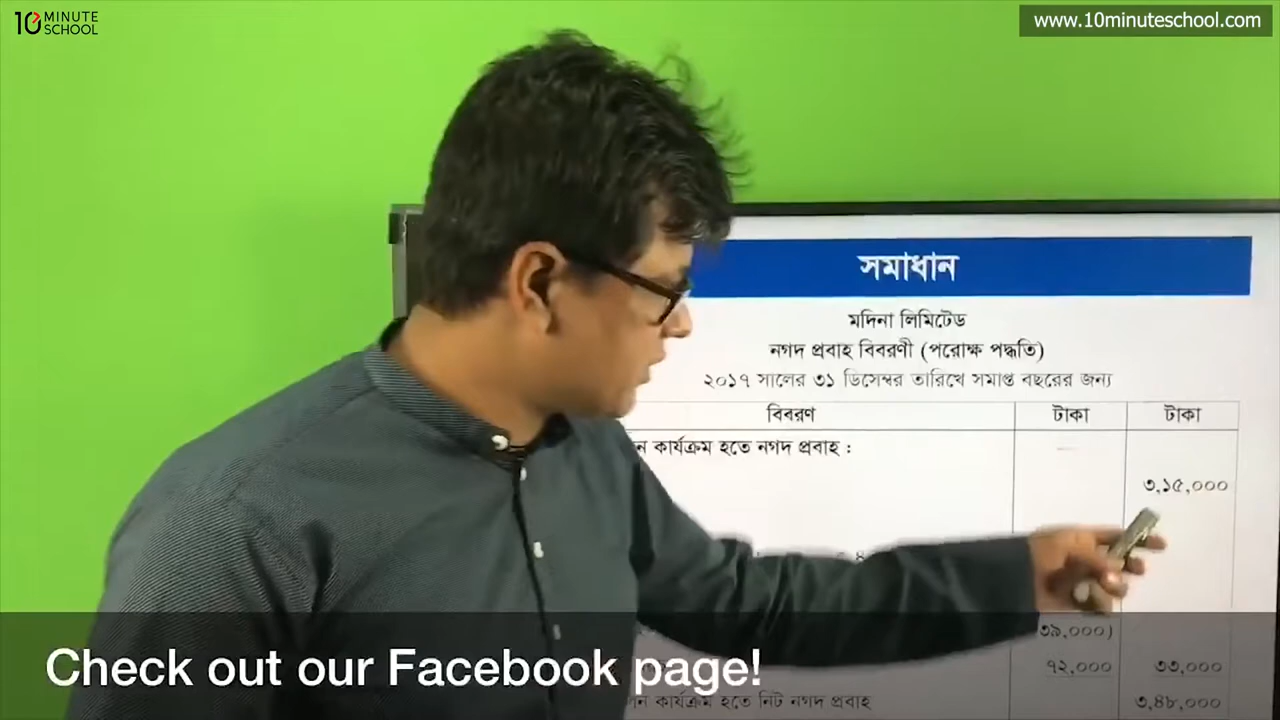 10 MINUTE SCHOOL
www.10minuteschool.com
সমাধান
মদিনা লিমিটেড
নগদ প্রবাহ বিবরণী (পরোক্ষ পদ্ধতি)
২০১৭ সালের ৩১ ডিসেম্বর তারিখে সমাপ্ত বছরের জন্য
বিবরণ টাকা টাকা
কার্যক্রম হতে নগদ প্রবাহ :
৩,১৫,০০০
৩৯,০০০)
৭২,০০০ ৩৩,০০০
কার্যক্রম হতে নিট নগদ প্রবাহ ৩,৪৮,০০০
Check out our Facebook page!